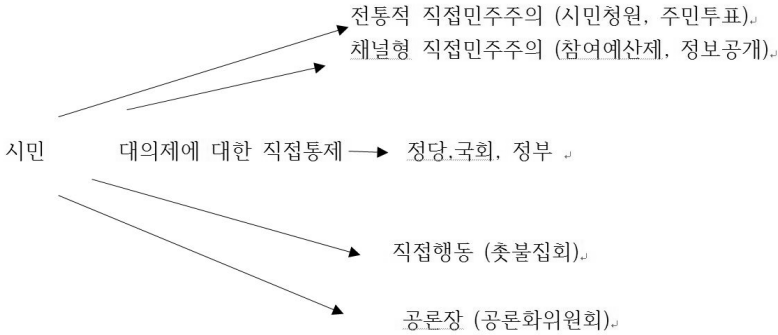 전통적 직접민주주의 (시민청원, 주민투표)
채널형 직접민주주의 (참여예산제, 정보공개)
시민 대의제에 대한 직접통제 정당,국회, 정부
직접행동 (촛불집회)
공론장 (공론화위원회)